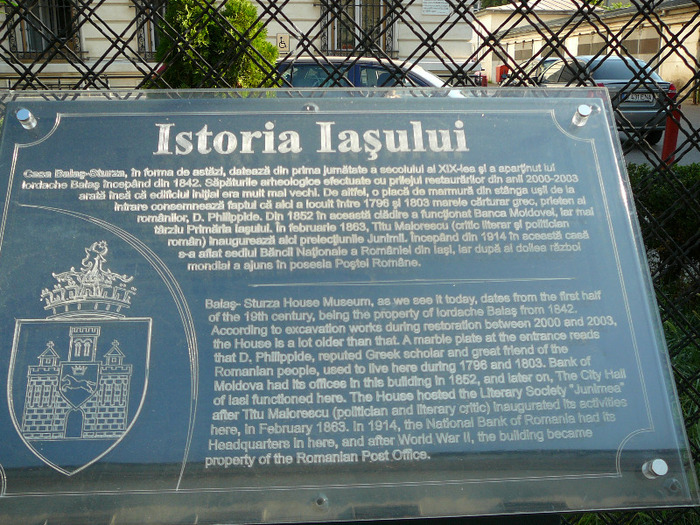 Istoria Iaşului
Casa Balaş-Sturza, în forma de astăzi, datează din prima jumătate a secolului al XIX-lea şi a aparţinut lui
Iordache Balaş începând din 1842. Săpăturile arheologice efectuate cu prilejul restaurărilor din anii 2000-2003
arată însă că edificiul iniţial era mult mai vechi. De altfel, o placă de marmură din stânga uşii de la
intrare consemnează faptul că aici a locuit între 1796 şi 1803 marele cărturar grec, prieten al
românilor, D. Philippide. Din 1852 în această clădire a funcţionat Banca Moldovei, iar mai
târziu Primăria Iaşului. În februarie 1863, Titu Maiorescu (critic literar şi politician
român) inaugurează aici prelecţiunile Junimii. Începând din 1914 în această casă
s-a aflat sediul Băncii Naţionale a României din Iaşi, iar după al doilea război
mondial a ajuns în posesia Poştei Române.
Balaş- Sturza House Museum, as we see it today, dates from the first half
of the 19th century, being the property of Iordache Balaş from 1842.
According to excavation works during restoration between 2000 and 2003,
the House is a lot older than that. A marble plate at the entrance reads
that D. Philippide, reputed Greek scholar and great friend of the
Romanian people, used to live here during 1796 and 1803. Bank of
Moldova had its offices in this building in 1852, and later on, The City Hall
of Iasi functioned here. The House hosted the Literary Society "Junimea"
after Titu Maiorescu (politician and literary critic) inaugurated its activities
here, in February 1863. In 1914, the National Bank of Romania had its
Headquarters in here, and after World War II, the building became
property of the Romanian Post Office.